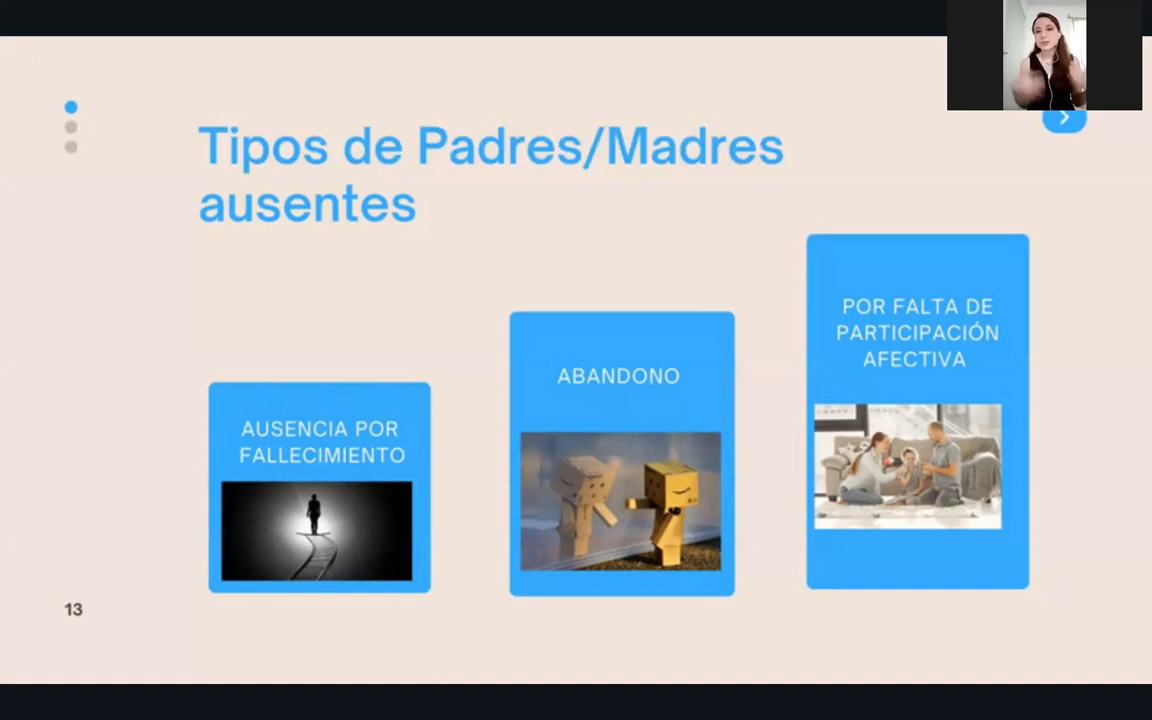 Tipos de Padres/Madres
ausentes
AUSENCIA POR
FALLECIMIENTO
ABANDONO
POR FALTA DE
PARTICIPACIÓN
AFECTIVA
13